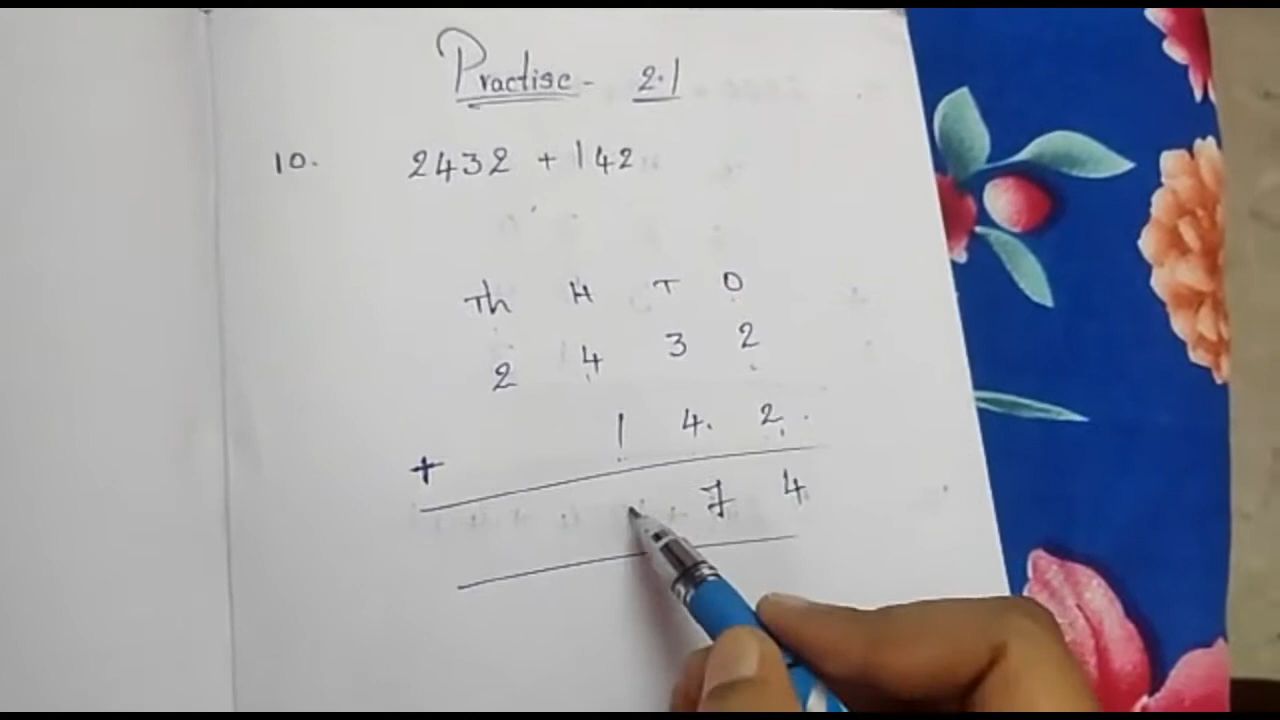 Practise - 2.1
10. 2432 + 142
Th H T O
2 4 3 2
1 4. 2.
+
7 4